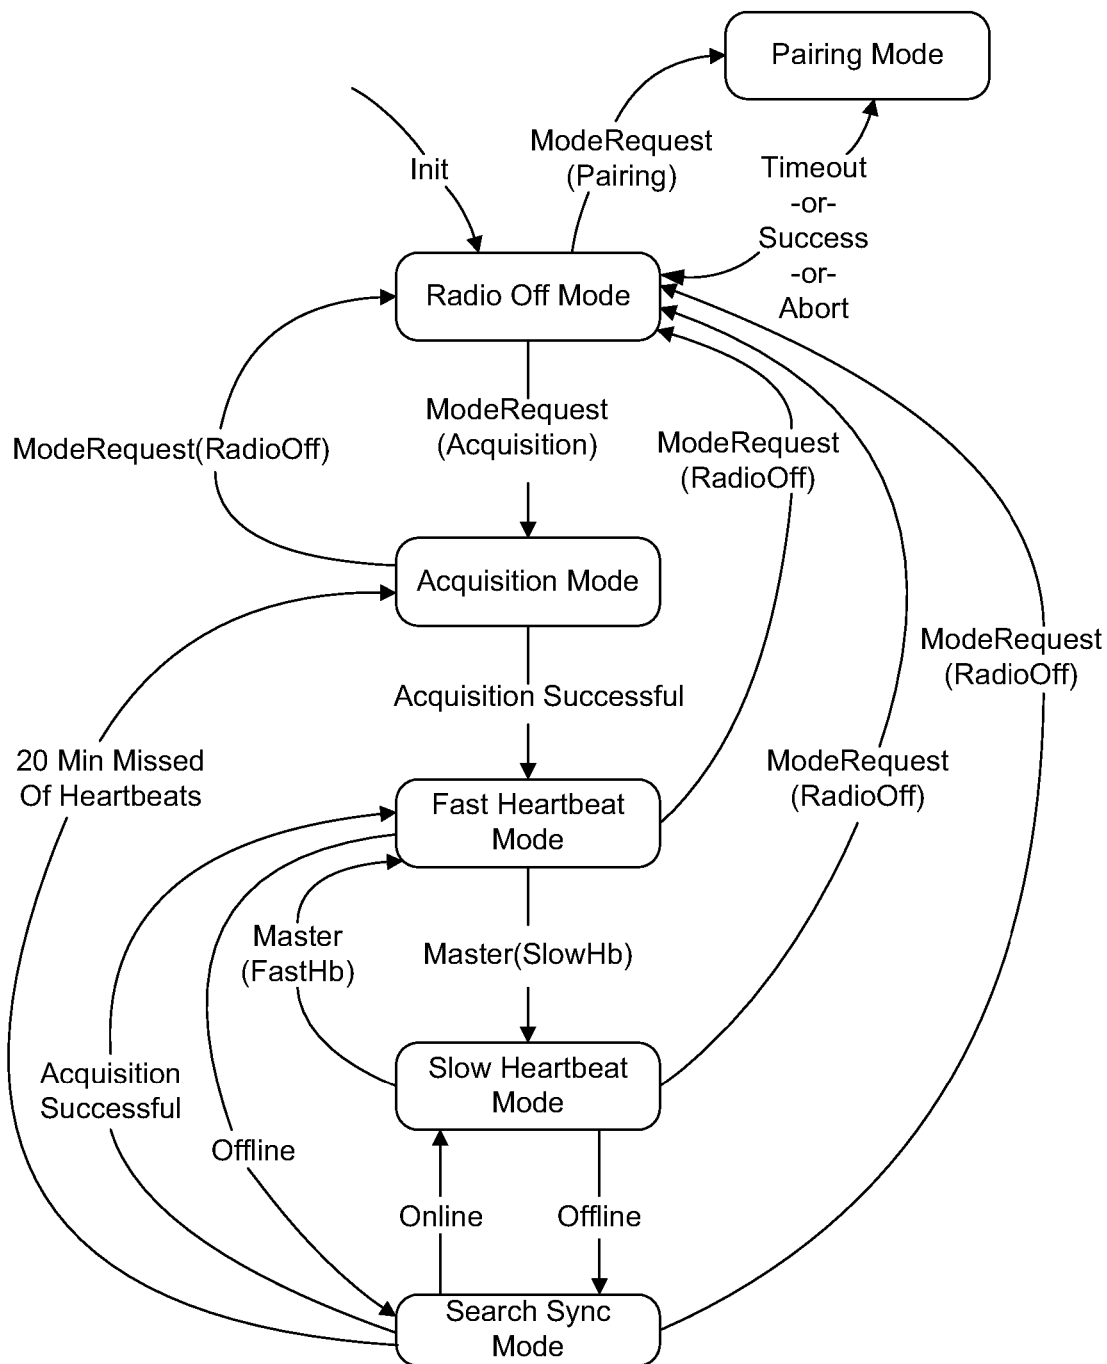 Pairing Mode
ModeRequest
(Pairing)
Init
Timeout
-or-
Success
-or-
Abort
Radio Off Mode
ModeRequest
(Acquisition)
ModeRequest(RadioOff)
ModeRequest
(RadioOff)
Acquisition Mode
ModeRequest
(RadioOff)
Acquisition Successful
20 Min Missed
Of Heartbeats
ModeRequest
(RadioOff)
Fast Heartbeat
Mode
Master
(FastHb)
Master(SlowHb)
Slow Heartbeat
Mode
Acquisition
Successful
Offline
Online
Offline
Search Sync
Mode